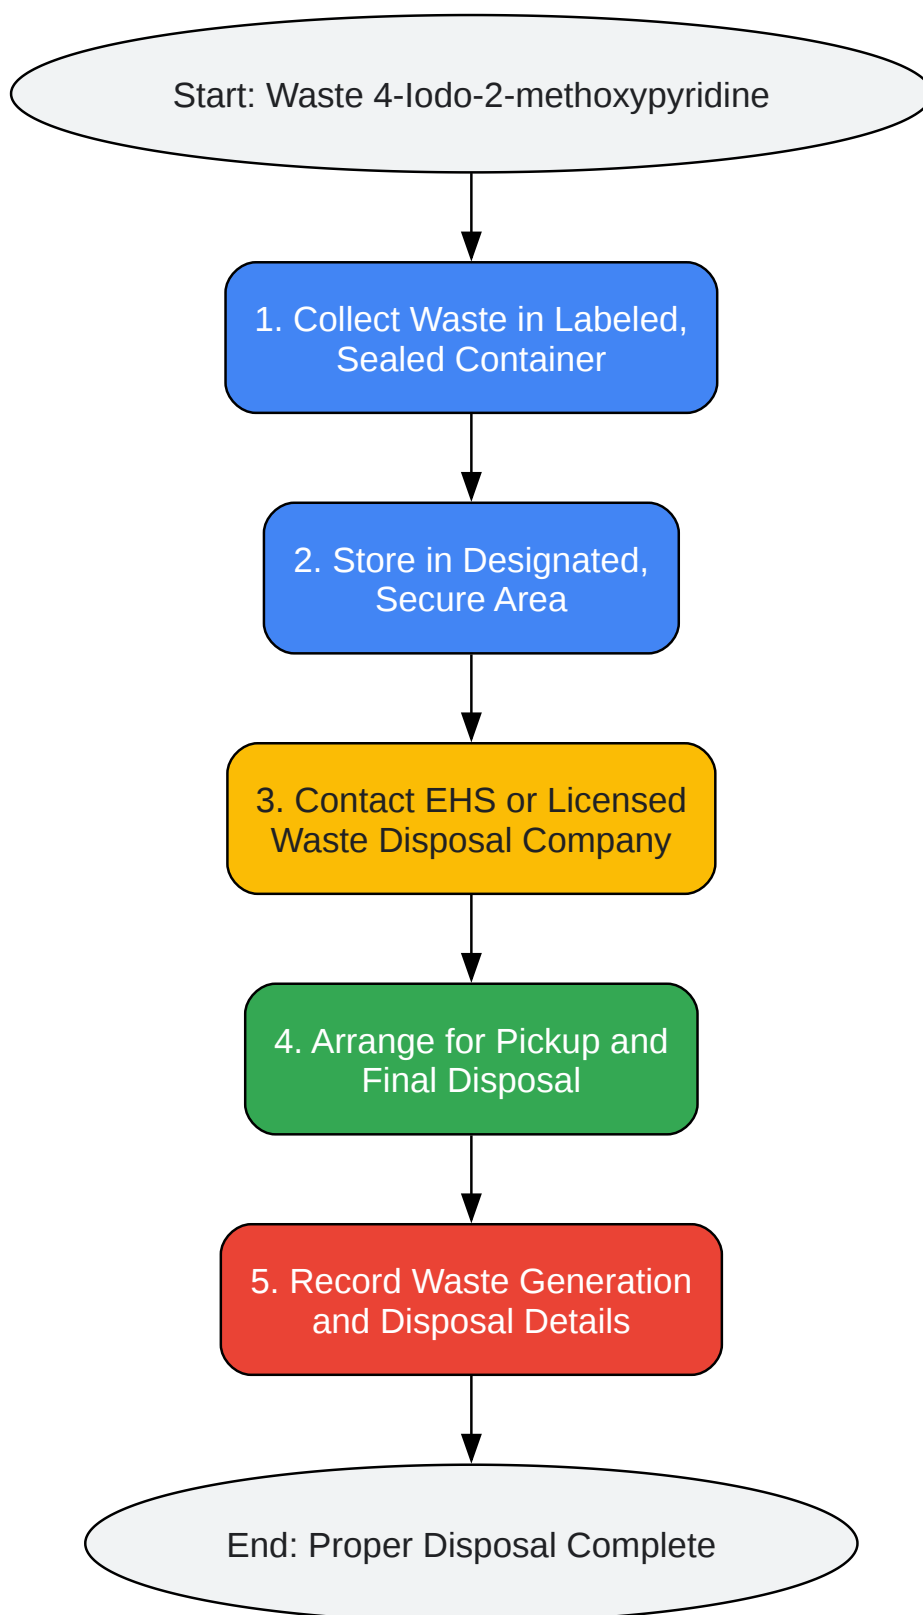 Start: Waste 4-Iodo-2-methoxypyridine
1. Collect Waste in Labeled,
Sealed Container
2. Store in Designated,
Secure Area
3. Contact EHS or Licensed
Waste Disposal Company
4. Arrange for Pickup and
Final Disposal
5. Record Waste Generation
and Disposal Details
End: Proper Disposal Complete